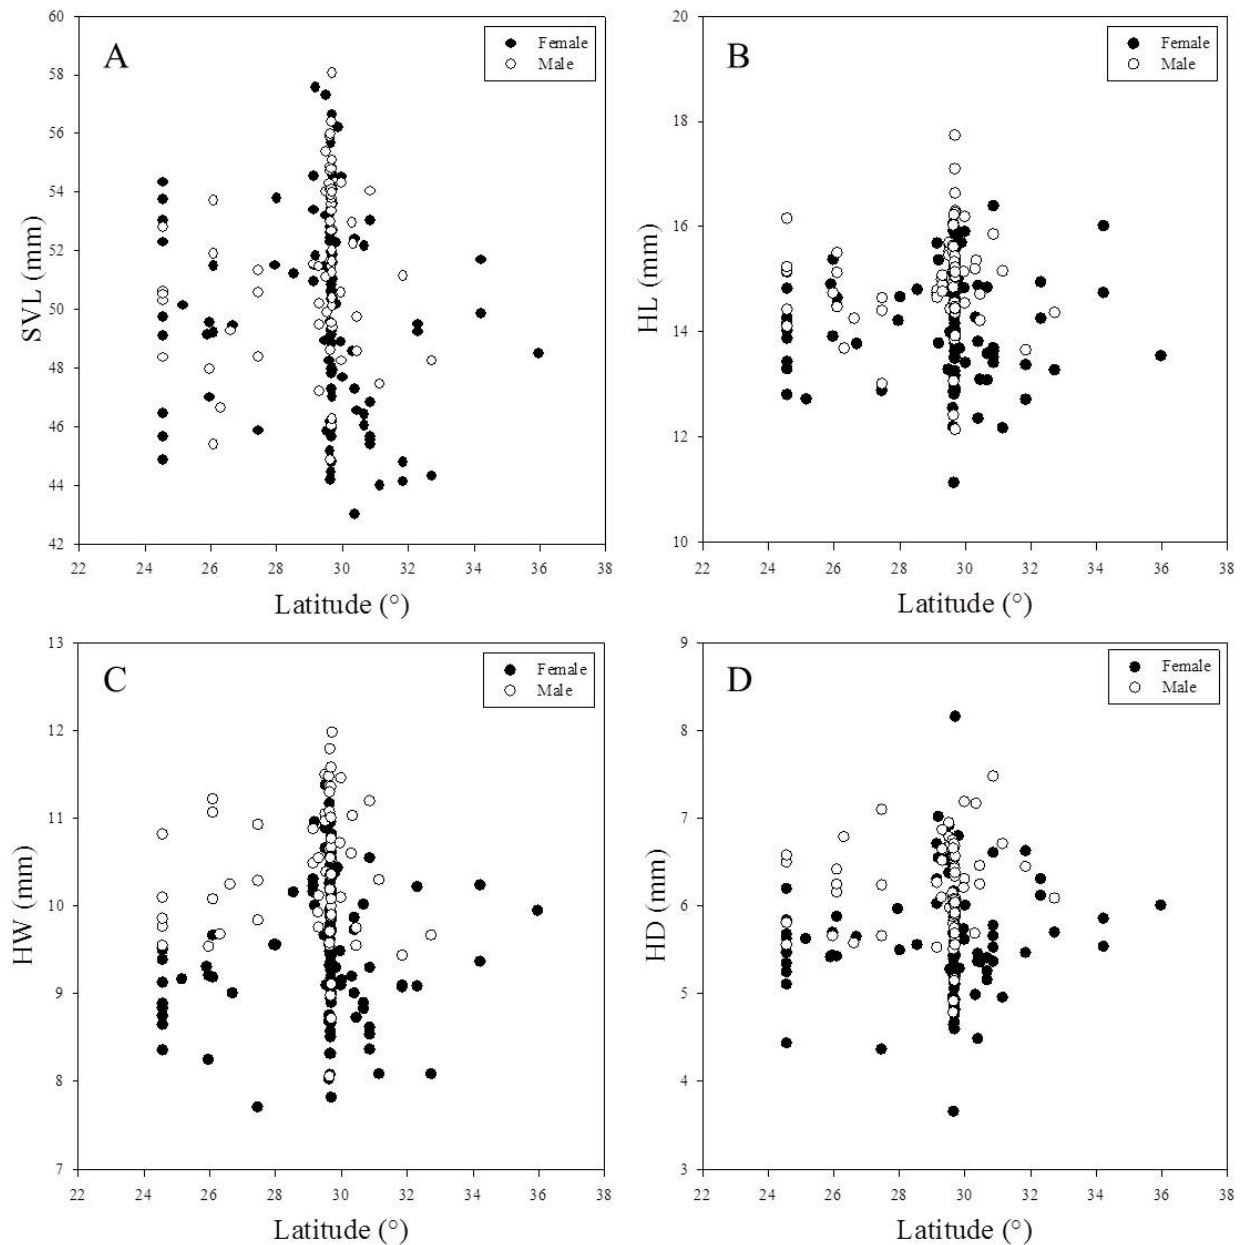 A
Female
Male
60
58
56
54
52
50
48
46
44
42
SVL (mm)
22 24 26 28 30 32 34 36 38
Latitude (°)
B
Female
Male
20
18
16
14
12
10
HL (mm)
22 24 26 28 30 32 34 36 38
Latitude (°)
C
Female
Male
13
12
11
10
9
8
7
HW (mm)
22 24 26 28 30 32 34 36 38
Latitude (°)
D
Female
Male
9
8
7
6
5
4
3
HD (mm)
22 24 26 28 30 32 34 36 38
Latitude (°)